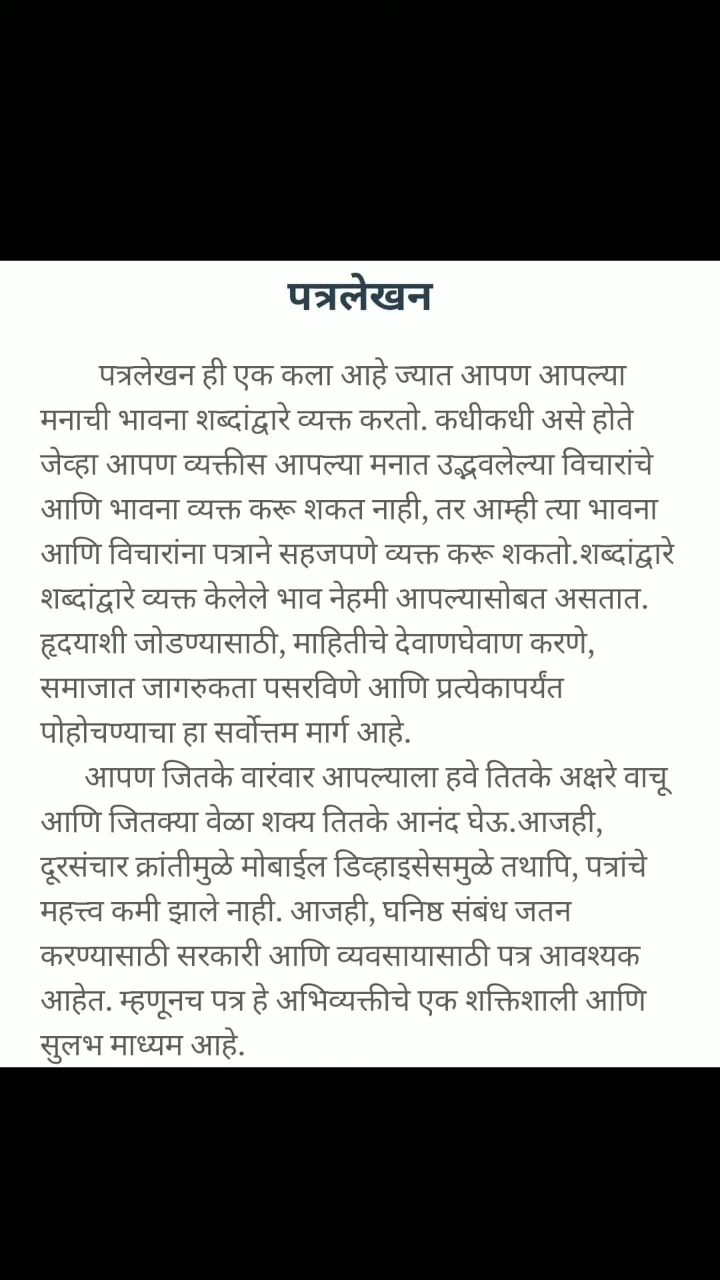 पत्रलेखन
पत्रलेखन ही एक कला आहे ज्यात आपण आपल्या
मनाची भावना शब्दांद्वारे व्यक्त करतो. कधीकधी असे होते
जेव्हा आपण व्यक्तीस आपल्या मनात उद्भवलेल्या विचारांचे
आणि भावना व्यक्त करू शकत नाही, तर आम्ही त्या भावना
आणि विचारांना पत्राने सहजपणे व्यक्त करू शकतो.शब्दांद्वारे
शब्दांद्वारे व्यक्त केलेले भाव नेहमी आपल्यासोबत असतात.
हृदयाशी जोडण्यासाठी, माहितीचे देवाणघेवाण करणे,
समाजात जागरुकता पसरविणे आणि प्रत्येकापर्यंत
पोहोचण्याचा हा सर्वोत्तम मार्ग आहे.
आपण जितके वारंवार आपल्याला हवे तितके अक्षरे वाचू
आणि जितक्या वेळा शक्य तितके आनंद घेऊ.आजही,
दूरसंचार क्रांतीमुळे मोबाईल डिव्हाइसेसमुळे तथापि, पत्रांचे
महत्त्व कमी झाले नाही. आजही, घनिष्ठ संबंध जतन
करण्यासाठी सरकारी आणि व्यवसायासाठी पत्र आवश्यक
आहेत. म्हणूनच पत्र हे अभिव्यक्तीचे एक शक्तिशाली आणि
सुलभ माध्यम आहे.